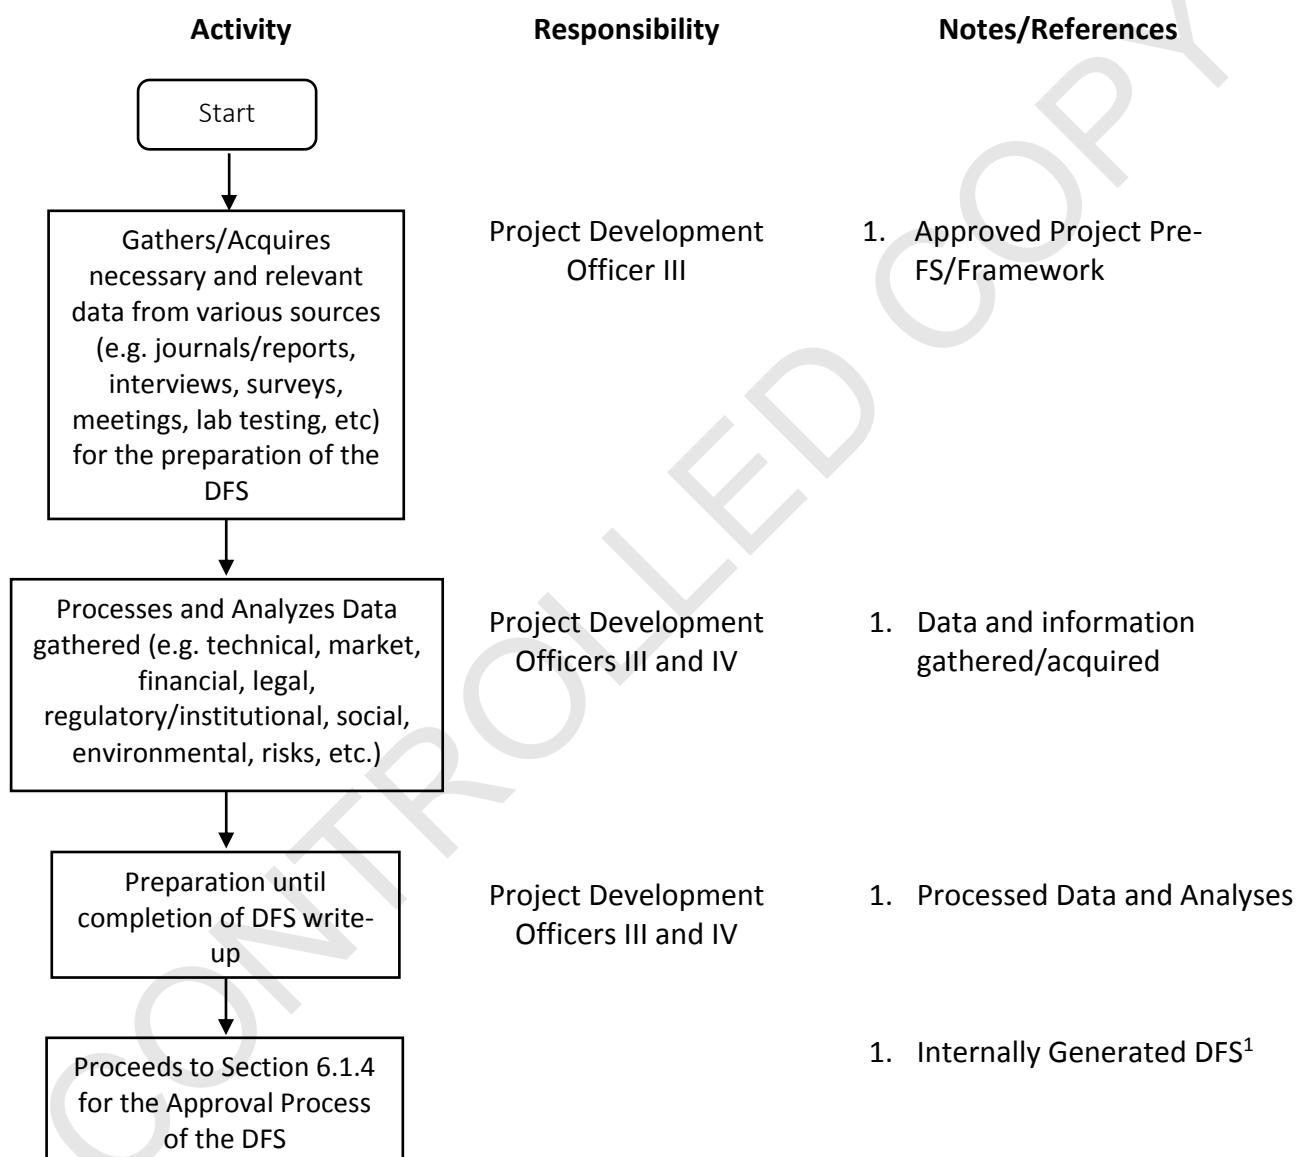 Activity
Responsibility
Notes/References
Start
Gathers/Acquires
necessary and relevant
data from various sources
(e.g. journals/reports,
interviews, surveys,
meetings, lab testing, etc)
for the preparation of the
DFS
Project Development
Officer III
1. Approved Project Pre-
FS/Framework
Processes and Analyzes Data
gathered (e.g. technical, market,
financial, legal,
regulatory/institutional, social,
environmental, risks, etc.)
Project Development
Officers III and IV
1. Data and information
gathered/acquired
Preparation until
completion of DFS write-
up
Project Development
Officers III and IV
1. Processed Data and Analyses
Proceeds to Section 6.1.4
for the Approval Process
of the DFS
1. Internally Generated DFS¹
CONTROLLED COPY